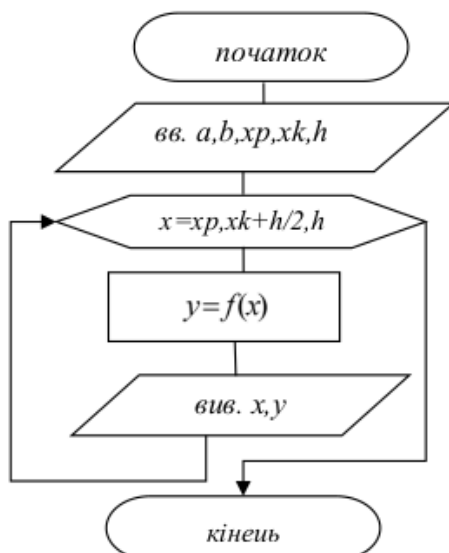 початок
вв. a,b,xp,xk,h
x=xp,xk+h/2,h
y=f(x)
вив. x,y
кінець